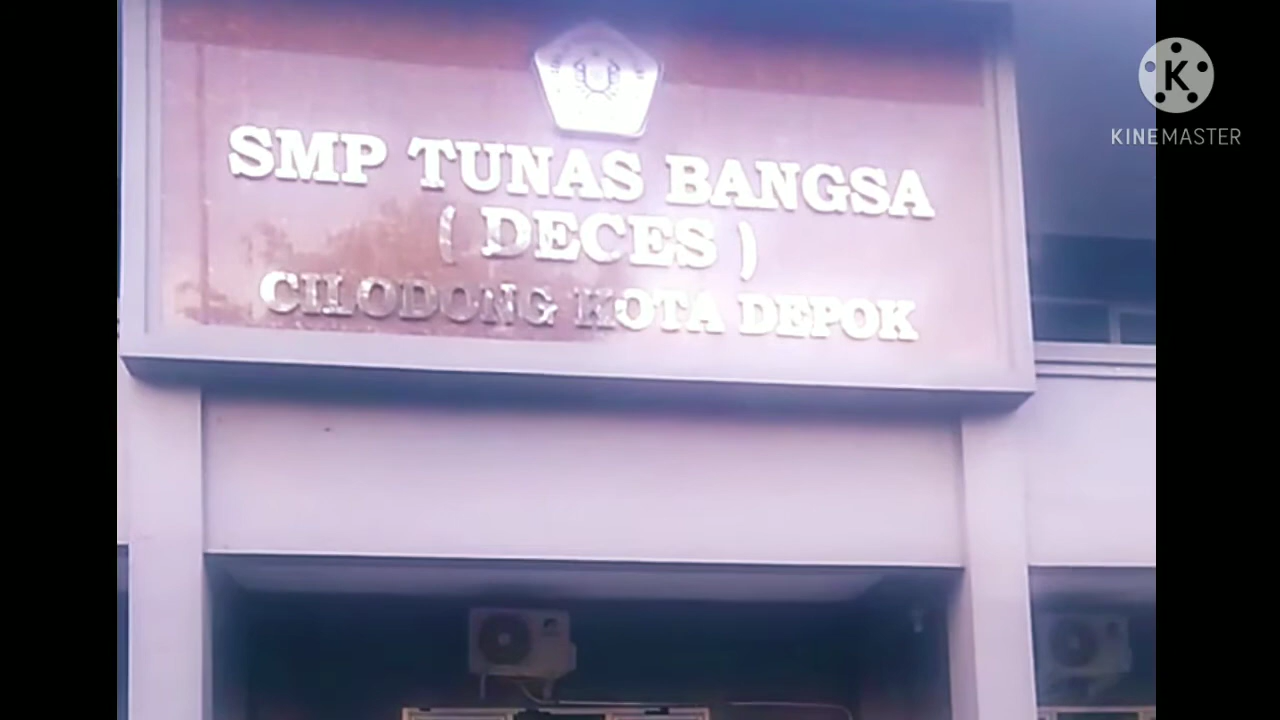 SMP TUNAS BANGSA
( DECES )
CILODONG KOTA DEPOK
KINEMASTER